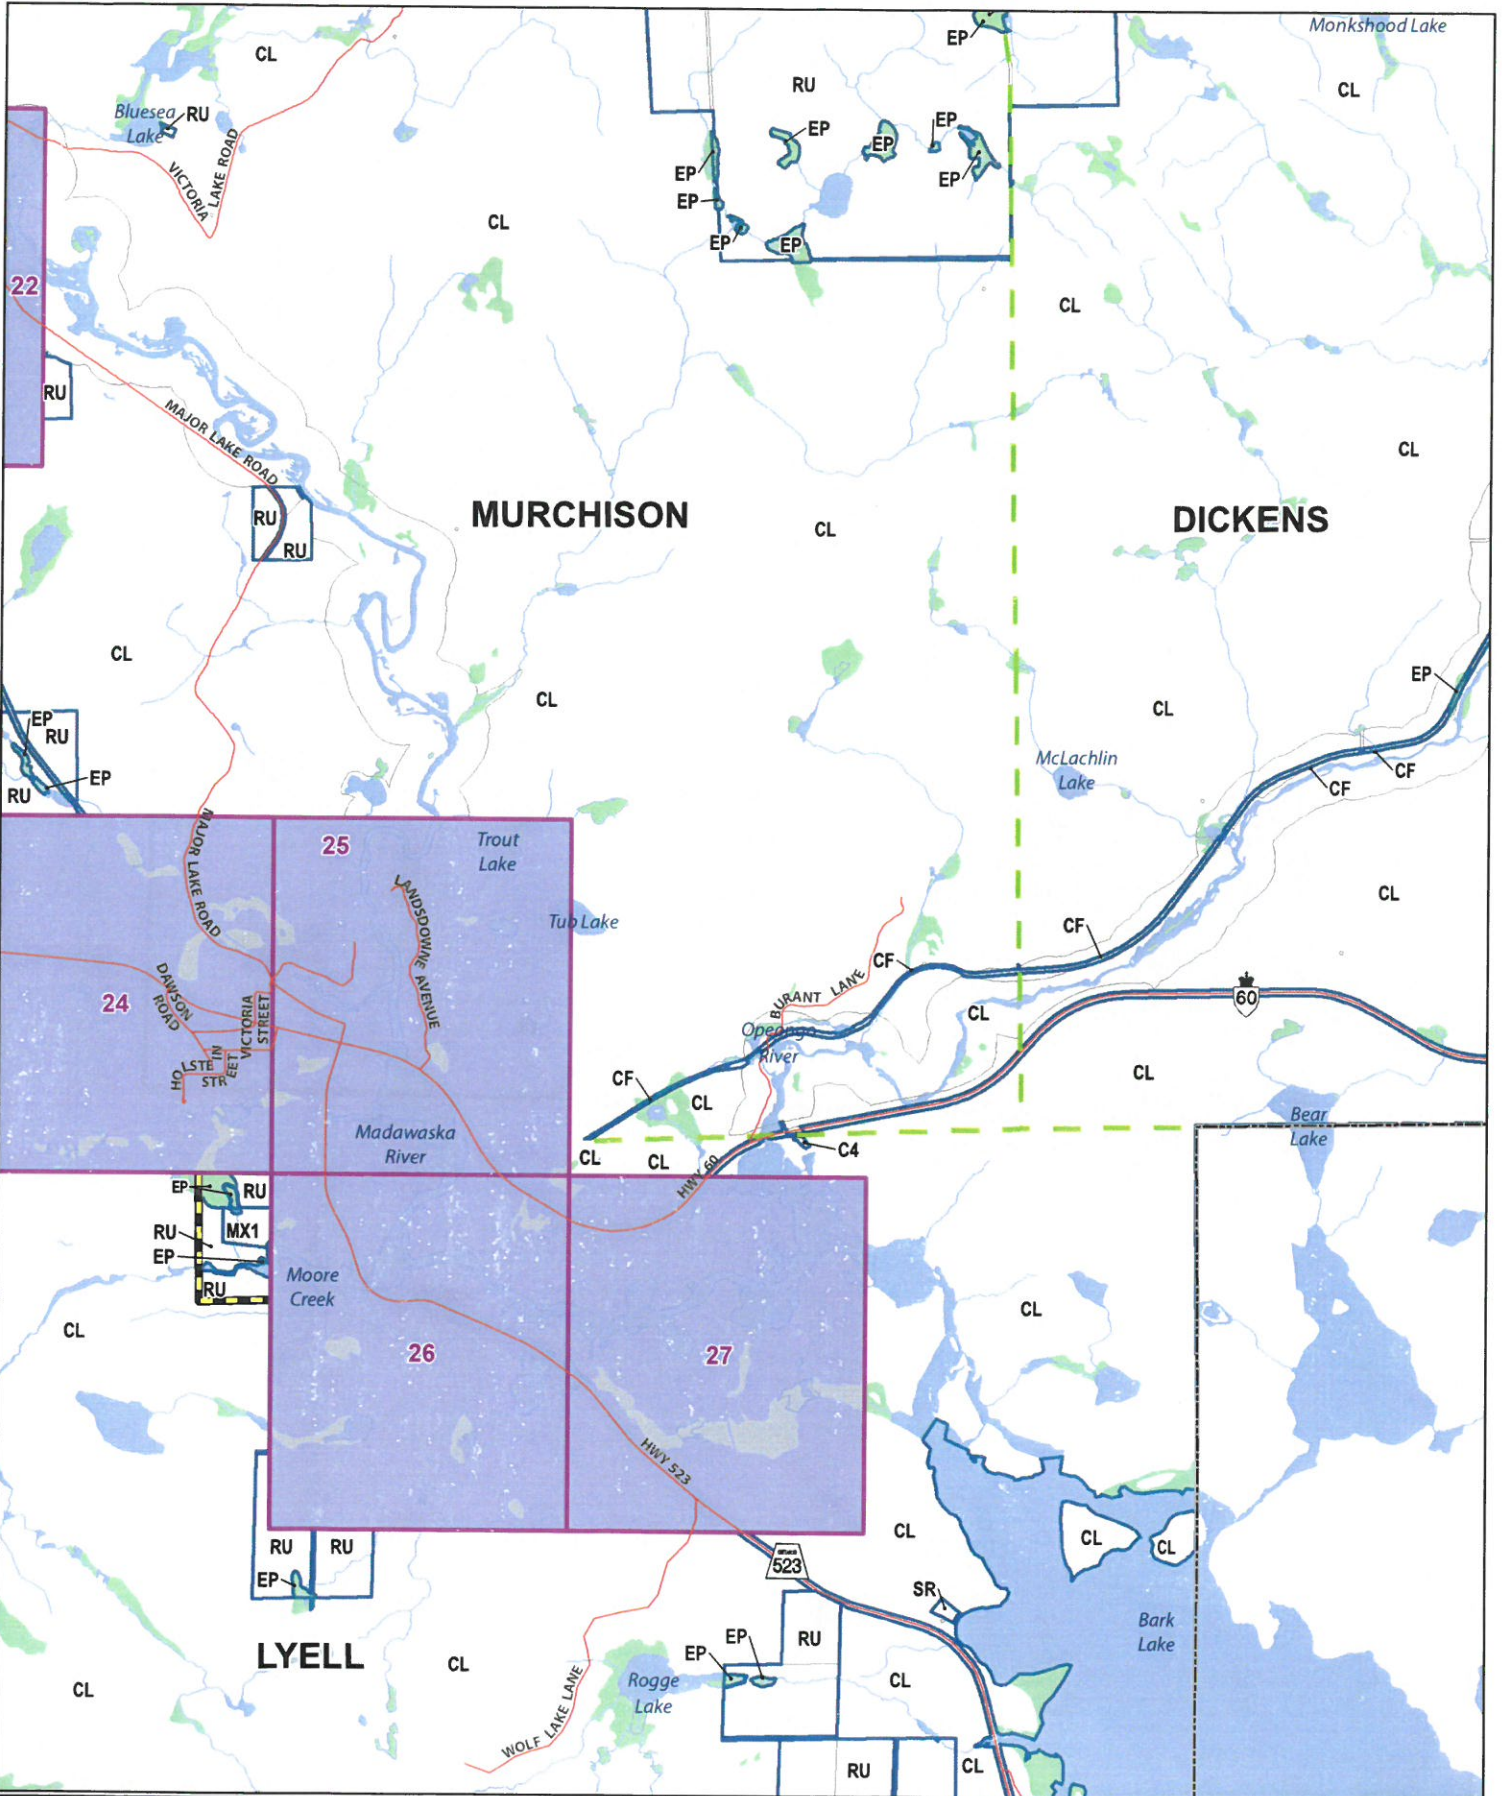 Monkshood Lake
EP
CL
RU
CL
Bluesea
Lake
RU
EP
EP
EP
EP
EP
EP
EP
EP
VICTORIA
LAKE ROAD
CL
22
CL
RU
MAJOR LAKE ROAD
CL
MURCHISON
DICKENS
CL
RU
RU
CL
CL
EP
CL
EP
RU
EP
RU
McLachlin
Lake
CF
CF
MAJOR LAKE ROAD
25
Trout
Lake
LANDSDOWNE AVENUE
CL
Tub Lake
CF
CF
24
DAWSON
ROAD
VICTORIA
STREET
BURANT LANE
60
CL
Opeongo
River
HOLSTEIN
STREET
CF
CL
CL
Madawaska
River
Bear
Lake
C4
CL
CL
HWY 60
EP
RU
RU
MX1
EP
RU
Moore
Creek
CL
CL
26
27
HWY 523
CL
CL
CL
RU
RU
523
EP
SR
LYELL
EP
EP
RU
Bark
Lake
CL
CL
Rogge
Lake
CL
WOLF LAKE LANE
RU
CL